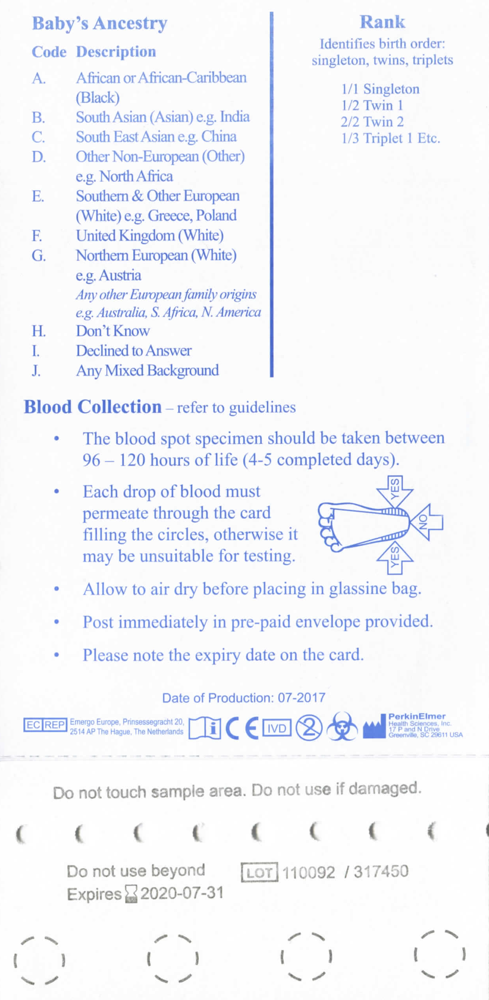 Baby's Ancestry
Code Description
A. African or African-Caribbean
(Black)
B. South Asian (Asian) e.g. India
C. South East Asian e.g. China
D. Other Non-European (Other)
e.g. North Africa
E. Southern & Other European
(White) e.g. Greece, Poland
F. United Kingdom (White)
G. Northern European (White)
e.g. Austria
Any other European family origins
e.g. Australia, S. Africa, N. America
H. Don't Know
I. Declined to Answer
J. Any Mixed Background
Rank
Identifies birth order:
singleton, twins, triplets
1/1 Singleton
1/2 Twin 1
2/2 Twin 2
1/3 Triplet 1 Etc.
Blood Collection – refer to guidelines
• The blood spot specimen should be taken between
96 – 120 hours of life (4-5 completed days).
• Each drop of blood must
permeate through the card
filling the circles, otherwise it
may be unsuitable for testing.
YES
NO
YES
• Allow to air dry before placing in glassine bag.
• Post immediately in pre-paid envelope provided.
• Please note the expiry date on the card.
Date of Production: 07-2017
EC REP
Emergo Europe, Prinsessegracht 20,
2514 AP The Hague, The Netherlands
i
CE
IVD
2
PerkinElmer
Health Sciences, Inc.
17 P and N Drive
Greenville, SC 29611 USA
Do not touch sample area. Do not use if damaged.
Do not use beyond
Expires 2020-07-31
LOT 110092 / 317450